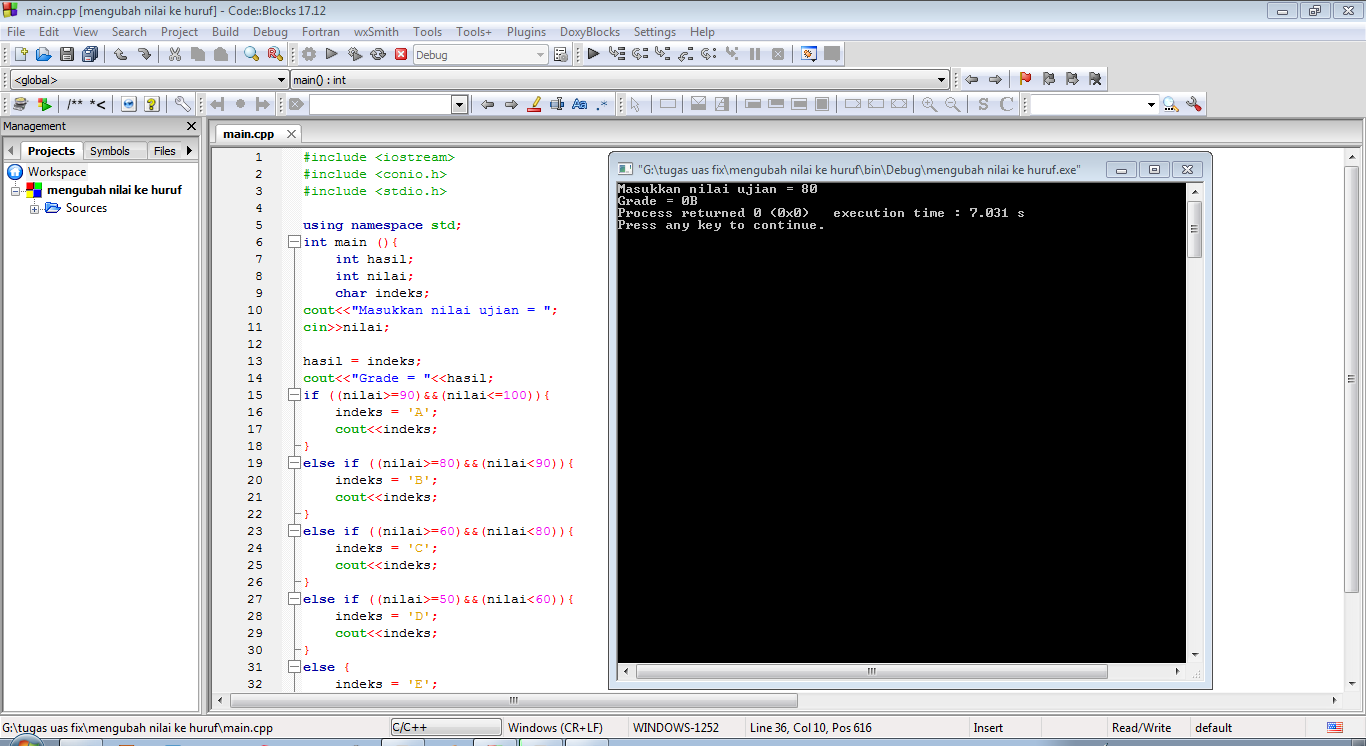 main.cpp [mengubah nilai ke huruf] - Code::Blocks 17.12
File Edit View Search Project Build Debug Fortran wxSmith Tools Tools+ Plugins DoxyBlocks Settings Help
Debug
<global> main() : int
/** *<
Aa .*
S C
Management
Projects Symbols Files
Workspace
mengubah nilai ke huruf
Sources
main.cpp
1 #include <iostream>
2 #include <conio.h>
3 #include <stdio.h>
4
5 using namespace std;
6 int main (){
7 int hasil;
8 int nilai;
9 char indeks;
10 cout<<"Masukkan nilai ujian = ";
11 cin>>nilai;
12
13 hasil = indeks;
14 cout<<"Grade = "<<hasil;
15 if ((nilai>=90)&&(nilai<=100)){
16 indeks = 'A';
17 cout<<indeks;
18 }
19 else if ((nilai>=80)&&(nilai<90)){
20 indeks = 'B';
21 cout<<indeks;
22 }
23 else if ((nilai>=60)&&(nilai<80)){
24 indeks = 'C';
25 cout<<indeks;
26 }
27 else if ((nilai>=50)&&(nilai<60)){
28 indeks = 'D';
29 cout<<indeks;
30 }
31 else {
32 indeks = 'E';
"G:\tugas uas fix\mengubah nilai ke huruf\bin\Debug\mengubah nilai ke huruf.exe"
Masukkan nilai ujian = 80
Grade = 0B
Process returned 0 (0x0) execution time : 7.031 s
Press any key to continue.
G:\tugas uas fix\mengubah nilai ke huruf\main.cpp C/C++ Windows (CR+LF) WINDOWS-1252 Line 36, Col 10, Pos 616 Insert Read/Write default